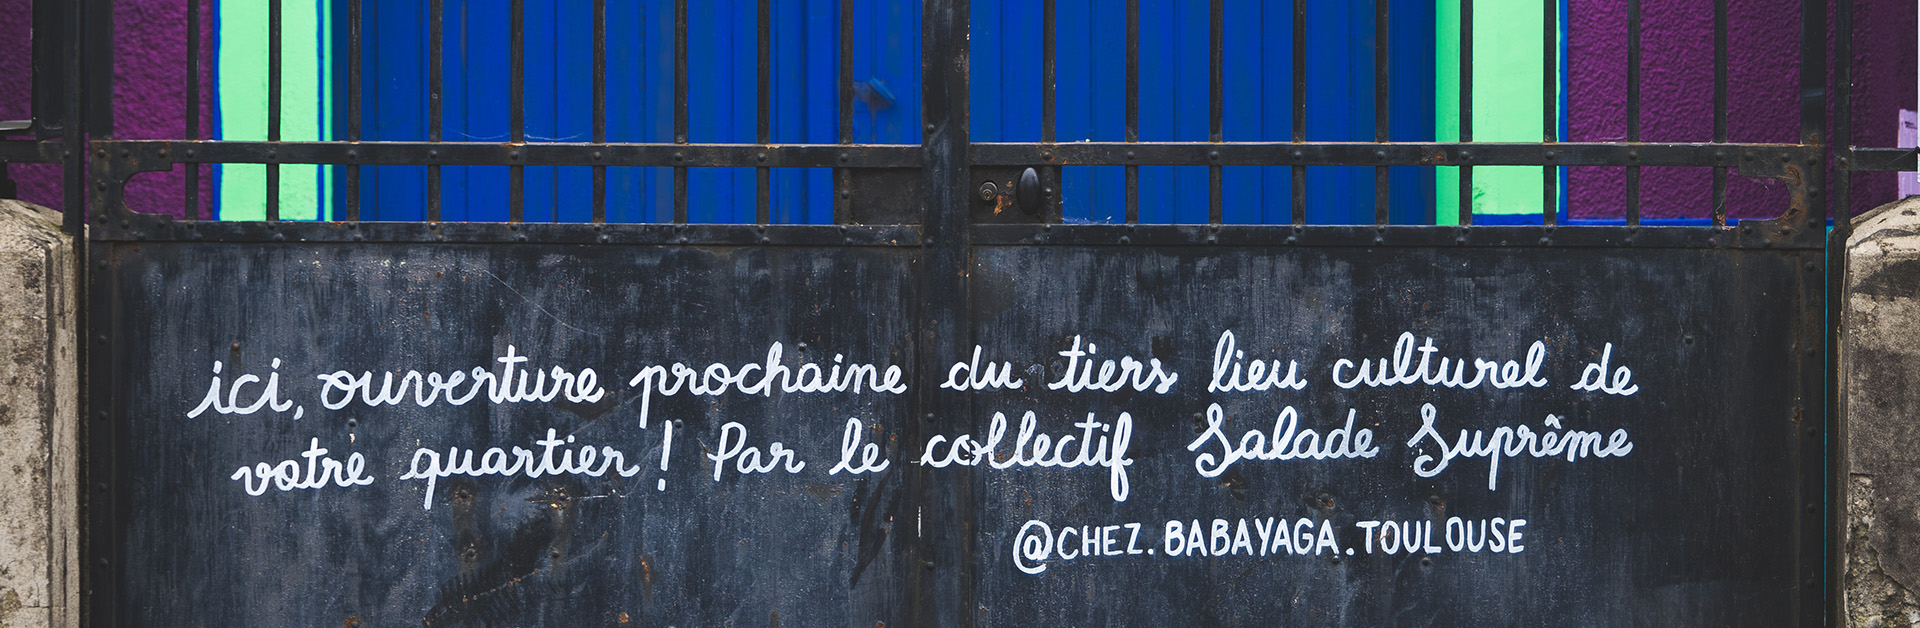 ici, ouverture prochaine du tiers lieu culturel de
votre quartier ! Par le collectif Salade Suprême
@CHEZ.BABAYAGA.TOULOUSE